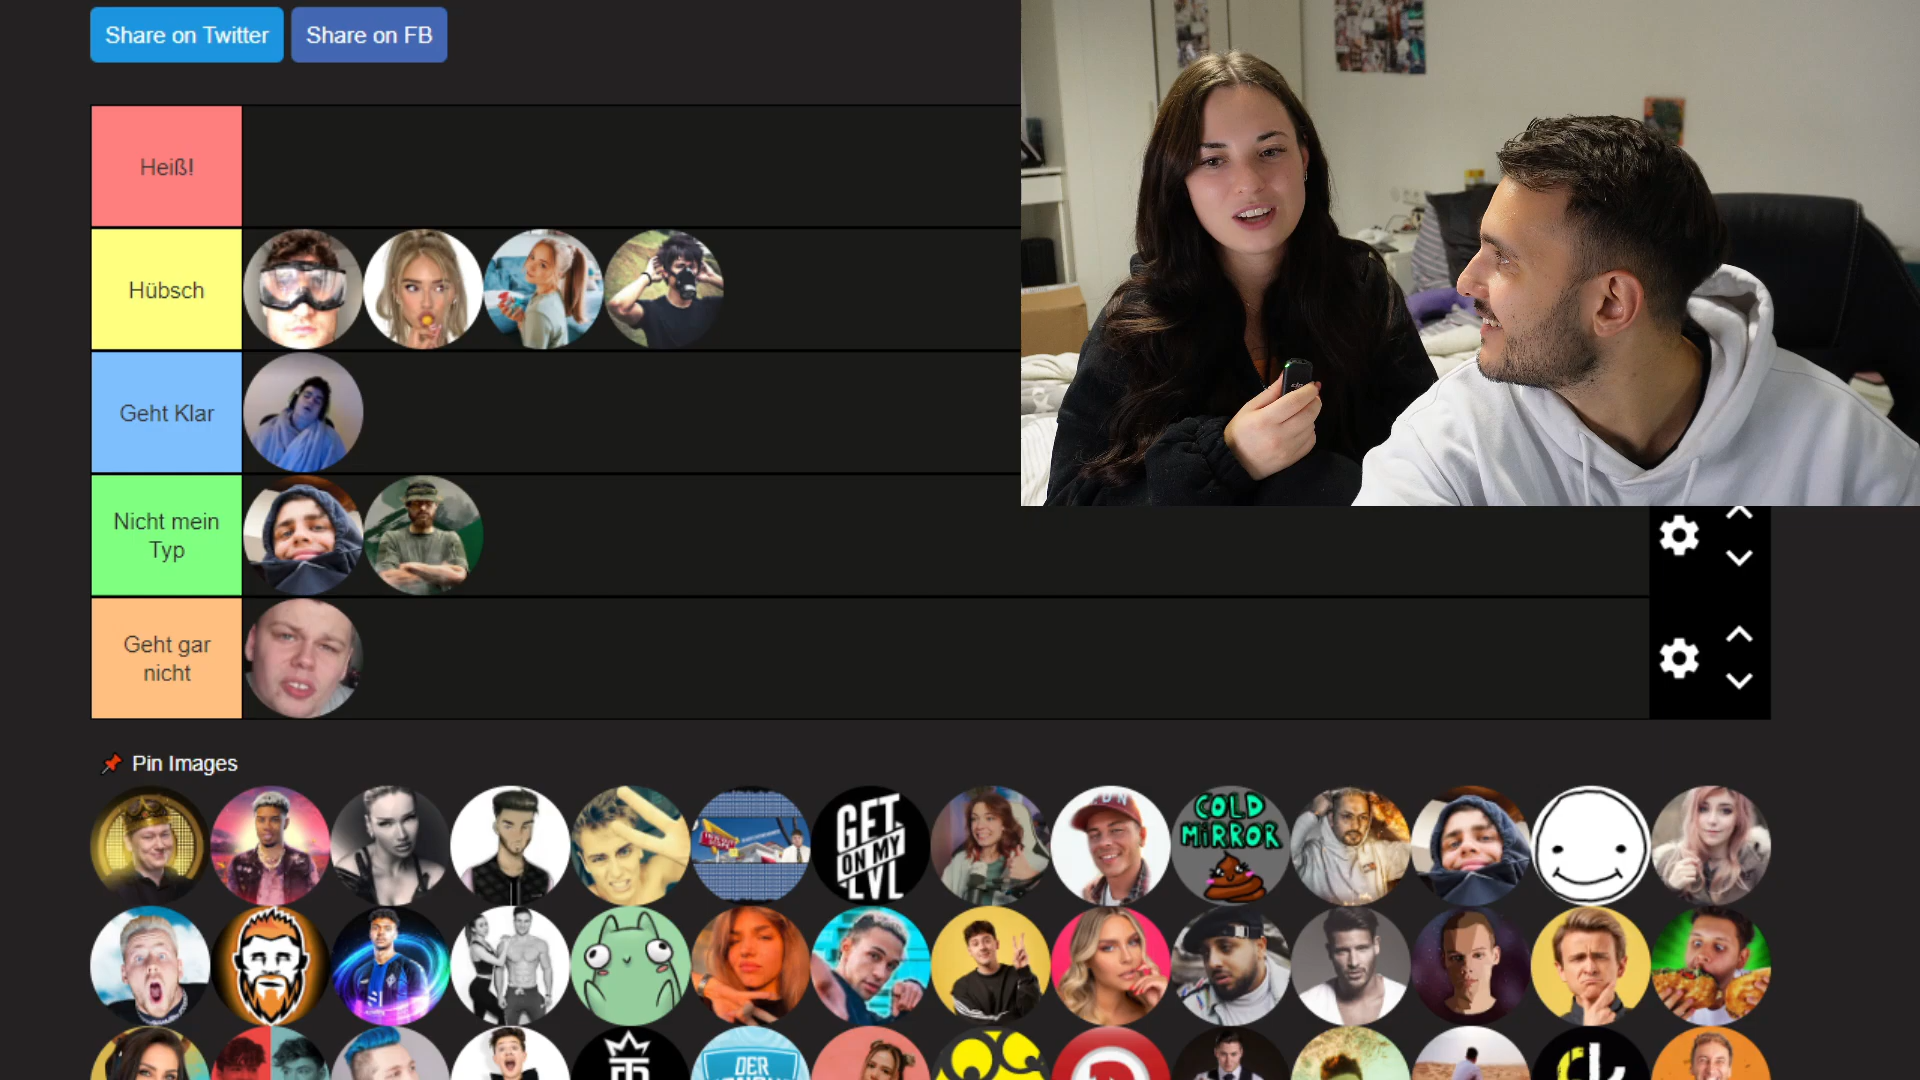 Share on Twitter
Share on FB
Heiß!
Hübsch
Geht Klar
Nicht mein
Typ
Geht gar
nicht
Pin Images
GET
ON MY
LVL
COLD
MIRROR
DER